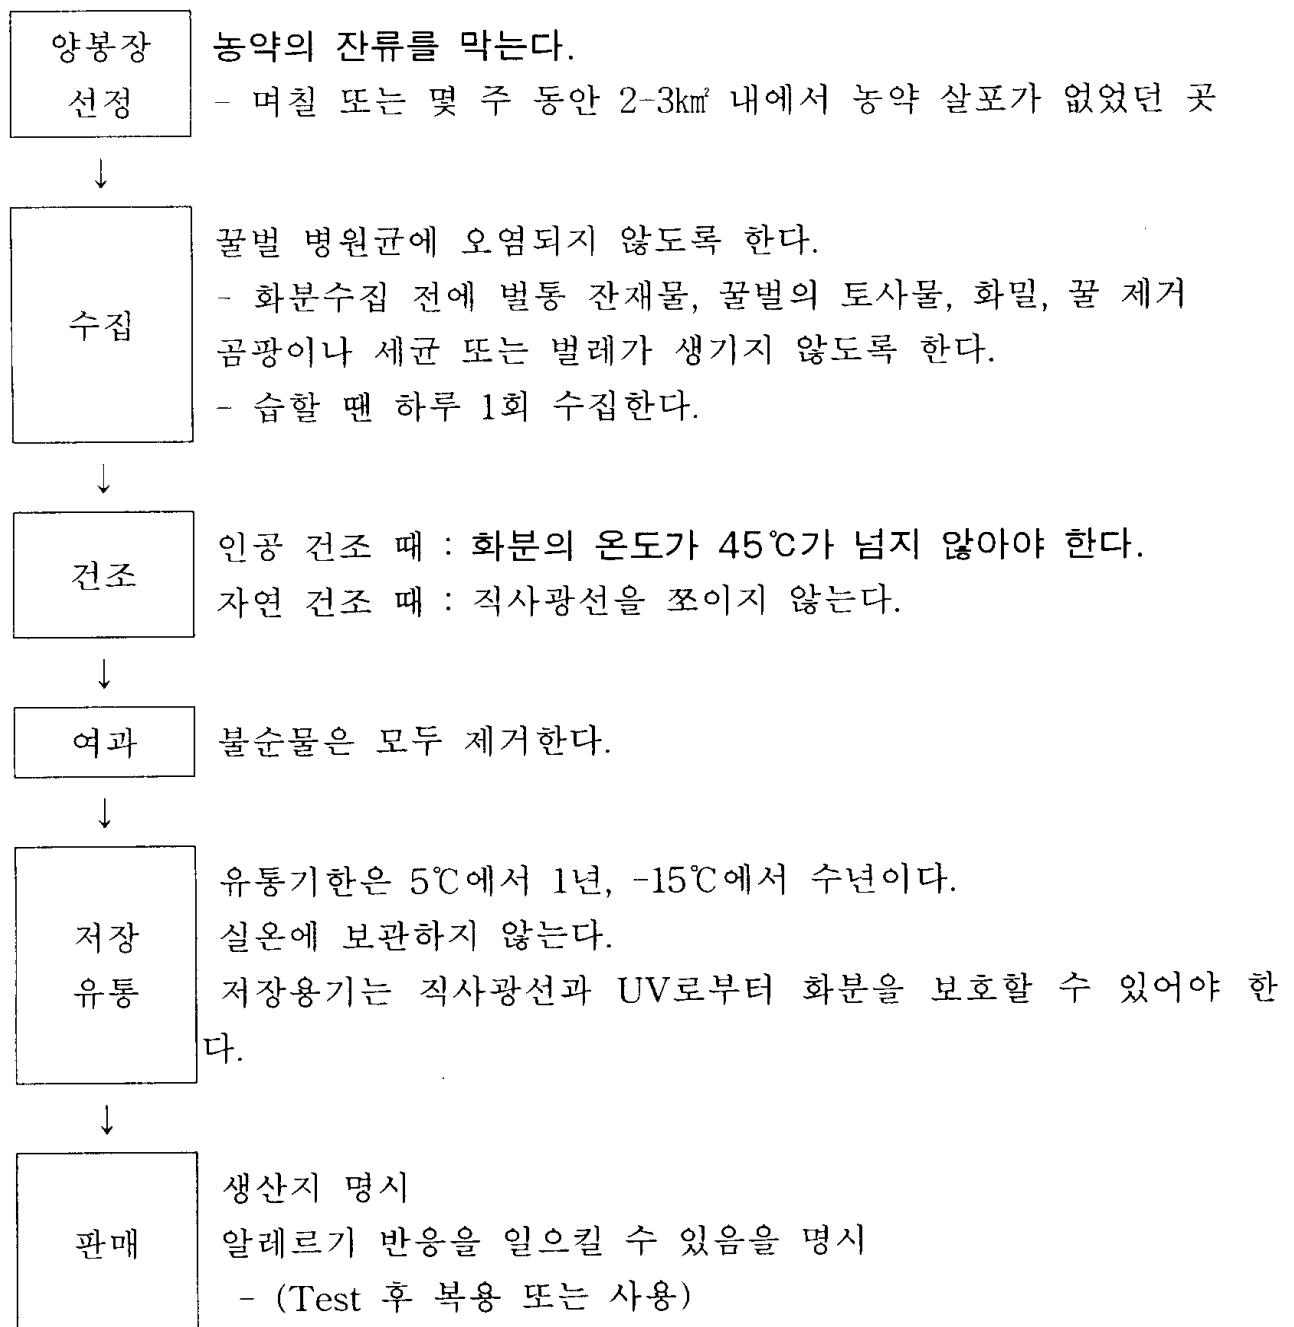 양봉장
선정
농약의 잔류를 막는다.
- 며칠 또는 몇 주 동안 2-3㎢ 내에서 농약 살포가 없었던 곳
↓
수집
꿀벌 병원균에 오염되지 않도록 한다.
- 화분수집 전에 벌통 잔재물, 꿀벌의 토사물, 화밀, 꿀 제거
곰팡이나 세균 또는 벌레가 생기지 않도록 한다.
- 습할 땐 하루 1회 수집한다.
↓
건조
인공 건조 때 : 화분의 온도가 45℃가 넘지 않아야 한다.
자연 건조 때 : 직사광선을 쪼이지 않는다.
↓
여과
불순물은 모두 제거한다.
↓
저장
유통
유통기한은 5℃에서 1년, -15℃에서 수년이다.
실온에 보관하지 않는다.
저장용기는 직사광선과 UV로부터 화분을 보호할 수 있어야 한
다.
↓
판매
생산지 명시
알레르기 반응을 일으킬 수 있음을 명시
- (Test 후 복용 또는 사용)